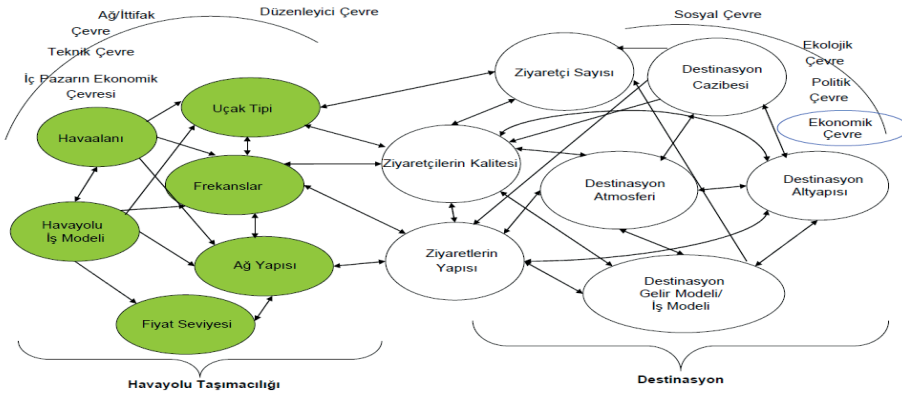 Ağ/İttifak
Çevre
Düzenleyici Çevre
Teknik Çevre
İç Pazarın Ekonomik
Çevresi
Sosyal Çevre
Ekolojik
Çevre
Politik
Çevre
Ekonomik
Çevre
Uçak Tipi
Havaalanı
Frekanslar
Havayolu
İş Modeli
Ağ Yapısı
Fiyat Seviyesi
Ziyaretçi Sayısı
Destinasyon
Cazibesi
Ziyaretçilerin Kalitesi
Destinasyon
Atmosferi
Destinasyon
Altyapısı
Ziyaretlerin
Yapısı
Destinasyon
Gelir Modeli/
İş Modeli
Havayolu Taşımacılığı
Destinasyon